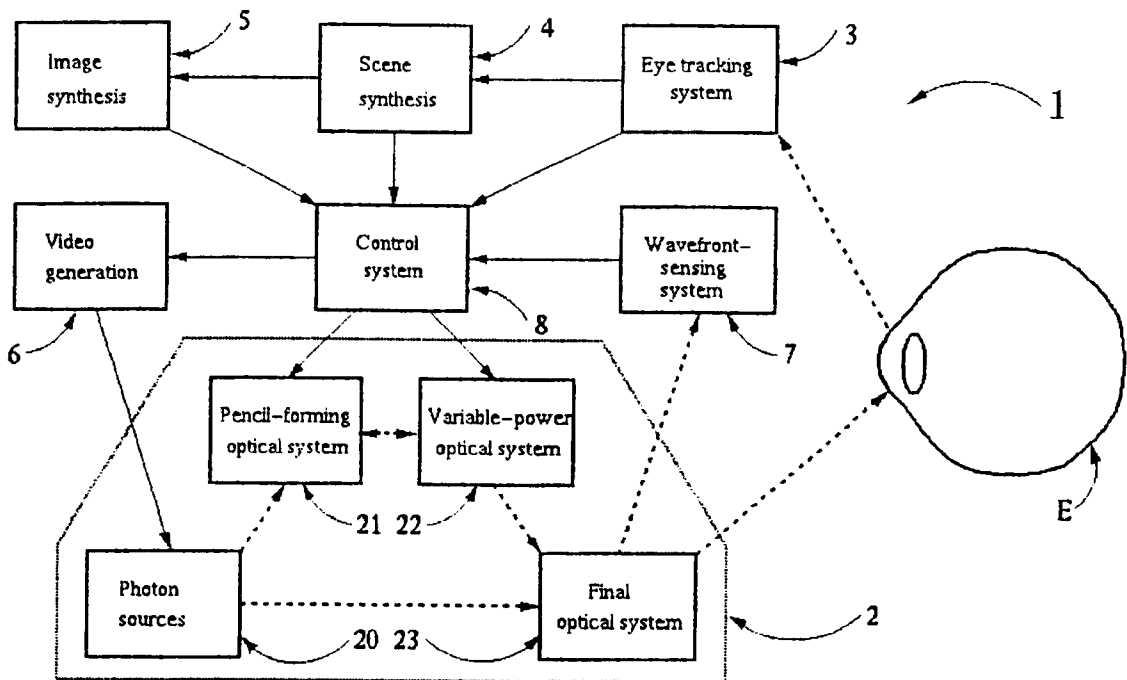 5
4
3
1
Image
synthesis
Scene
synthesis
Eye tracking
system
Video
generation
Control
system
Wavefront-
sensing
system
6
8
7
Pencil-forming
optical system
Variable-power
optical system
21 22
E
Photon
sources
Final
optical system
20 23
2